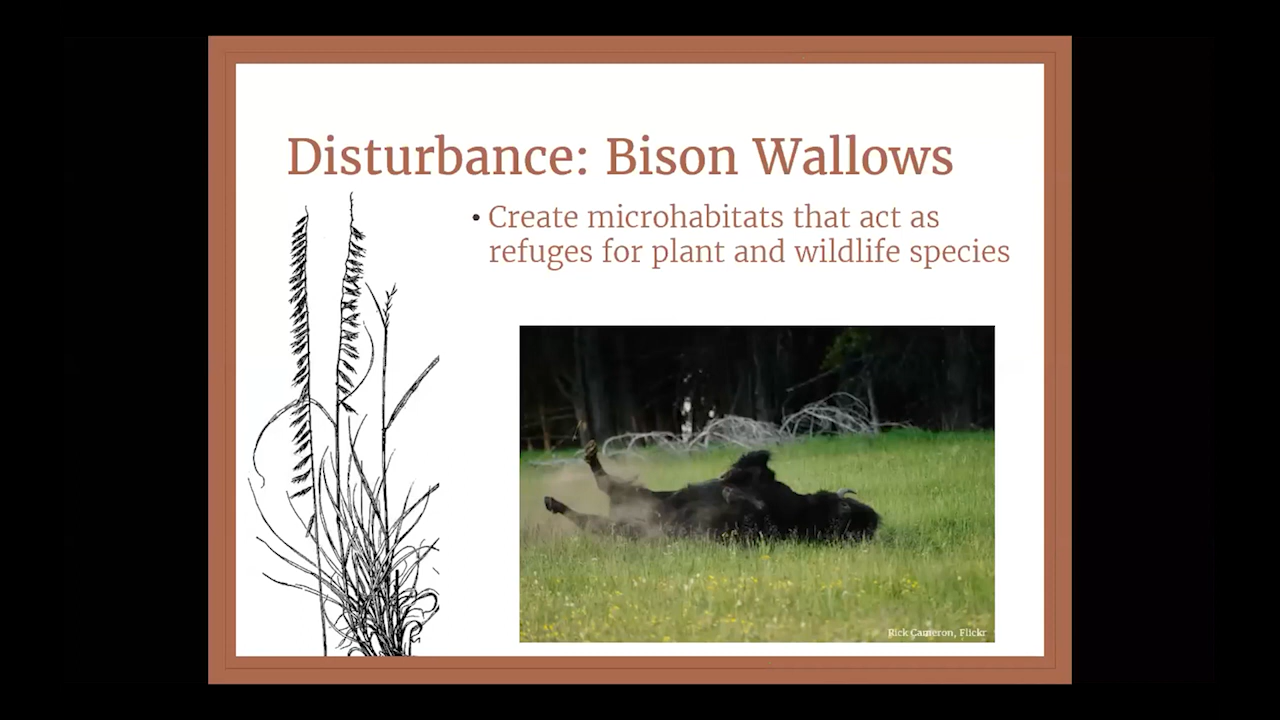 Disturbance: Bison Wallows
• Create microhabitats that act as
refuges for plant and wildlife species
Rick Cameron, Flickr